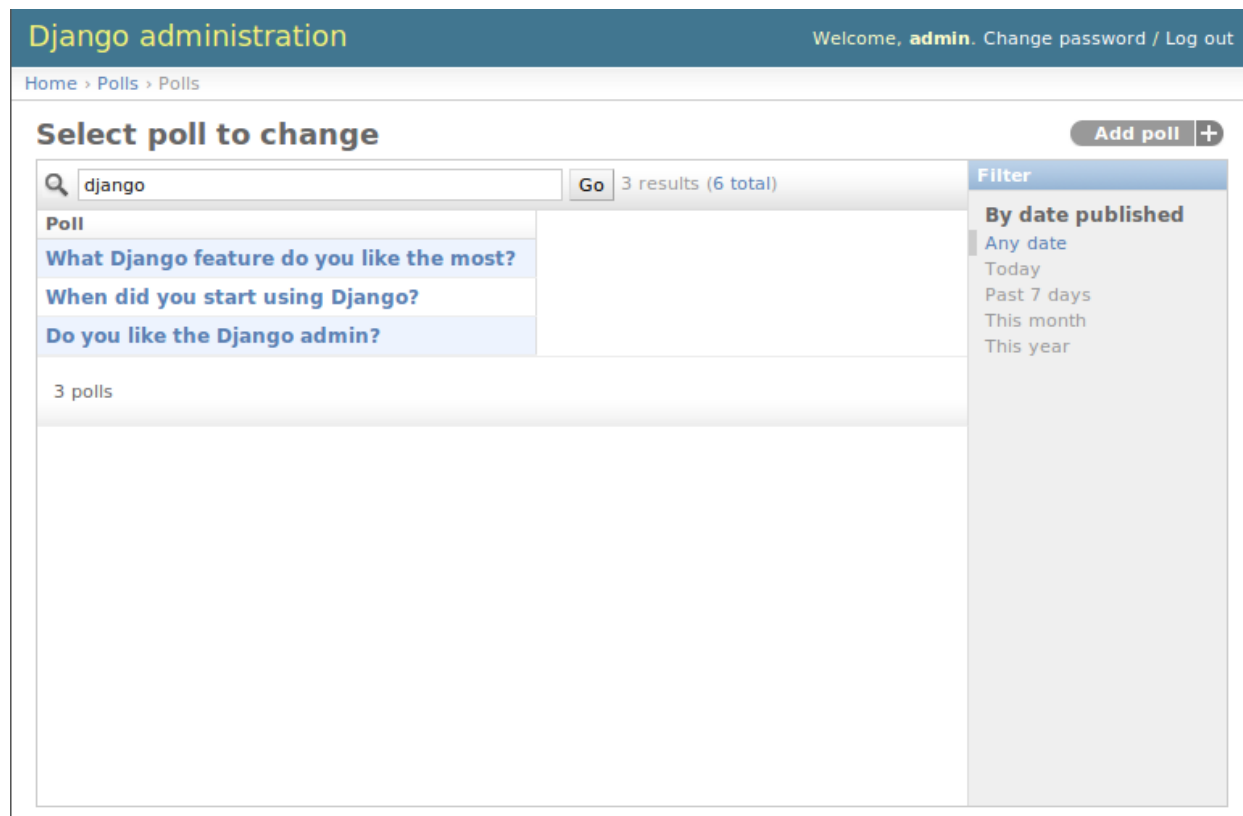 Django administration
Welcome, admin. Change password / Log out
Home › Polls › Polls
Select poll to change
Add poll +
django
Go
3 results (6 total)
Poll
What Django feature do you like the most?
When did you start using Django?
Do you like the Django admin?
3 polls
Filter
By date published
Any date
Today
Past 7 days
This month
This year